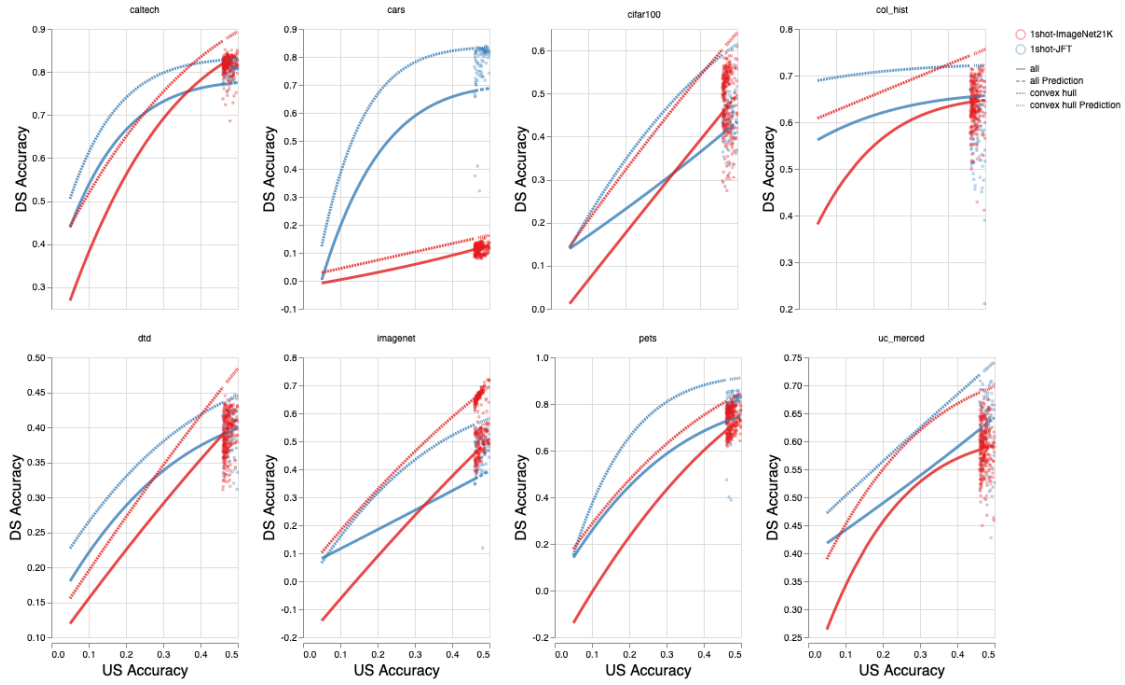 caltech
cars
cifar100
col_hist
1shot-ImageNet21K
1shot-JFT
all
all Prediction
convex hull
convex hull Prediction
DS Accuracy
0.9
0.8
0.7
0.6
0.5
0.4
0.3
DS Accuracy
0.9
0.8
0.7
0.6
0.5
0.4
0.3
0.2
0.1
0.0
-0.1
DS Accuracy
0.6
0.5
0.4
0.3
0.2
0.1
0.0
DS Accuracy
0.8
0.7
0.6
0.5
0.4
0.3
0.2
dtd
imagenet
pets
uc_merced
DS Accuracy
0.50
0.45
0.40
0.35
0.30
0.25
0.20
0.15
0.10
0.0 0.1 0.2 0.3 0.4 0.5
US Accuracy
DS Accuracy
0.8
0.7
0.6
0.5
0.4
0.3
0.2
0.1
0.0
-0.1
-0.2
0.0 0.1 0.2 0.3 0.4 0.5
US Accuracy
DS Accuracy
1.0
0.8
0.6
0.4
0.2
0.0
-0.2
0.0 0.1 0.2 0.3 0.4 0.5
US Accuracy
DS Accuracy
0.75
0.70
0.65
0.60
0.55
0.50
0.45
0.40
0.35
0.30
0.25
0.0 0.1 0.2 0.3 0.4 0.5
US Accuracy